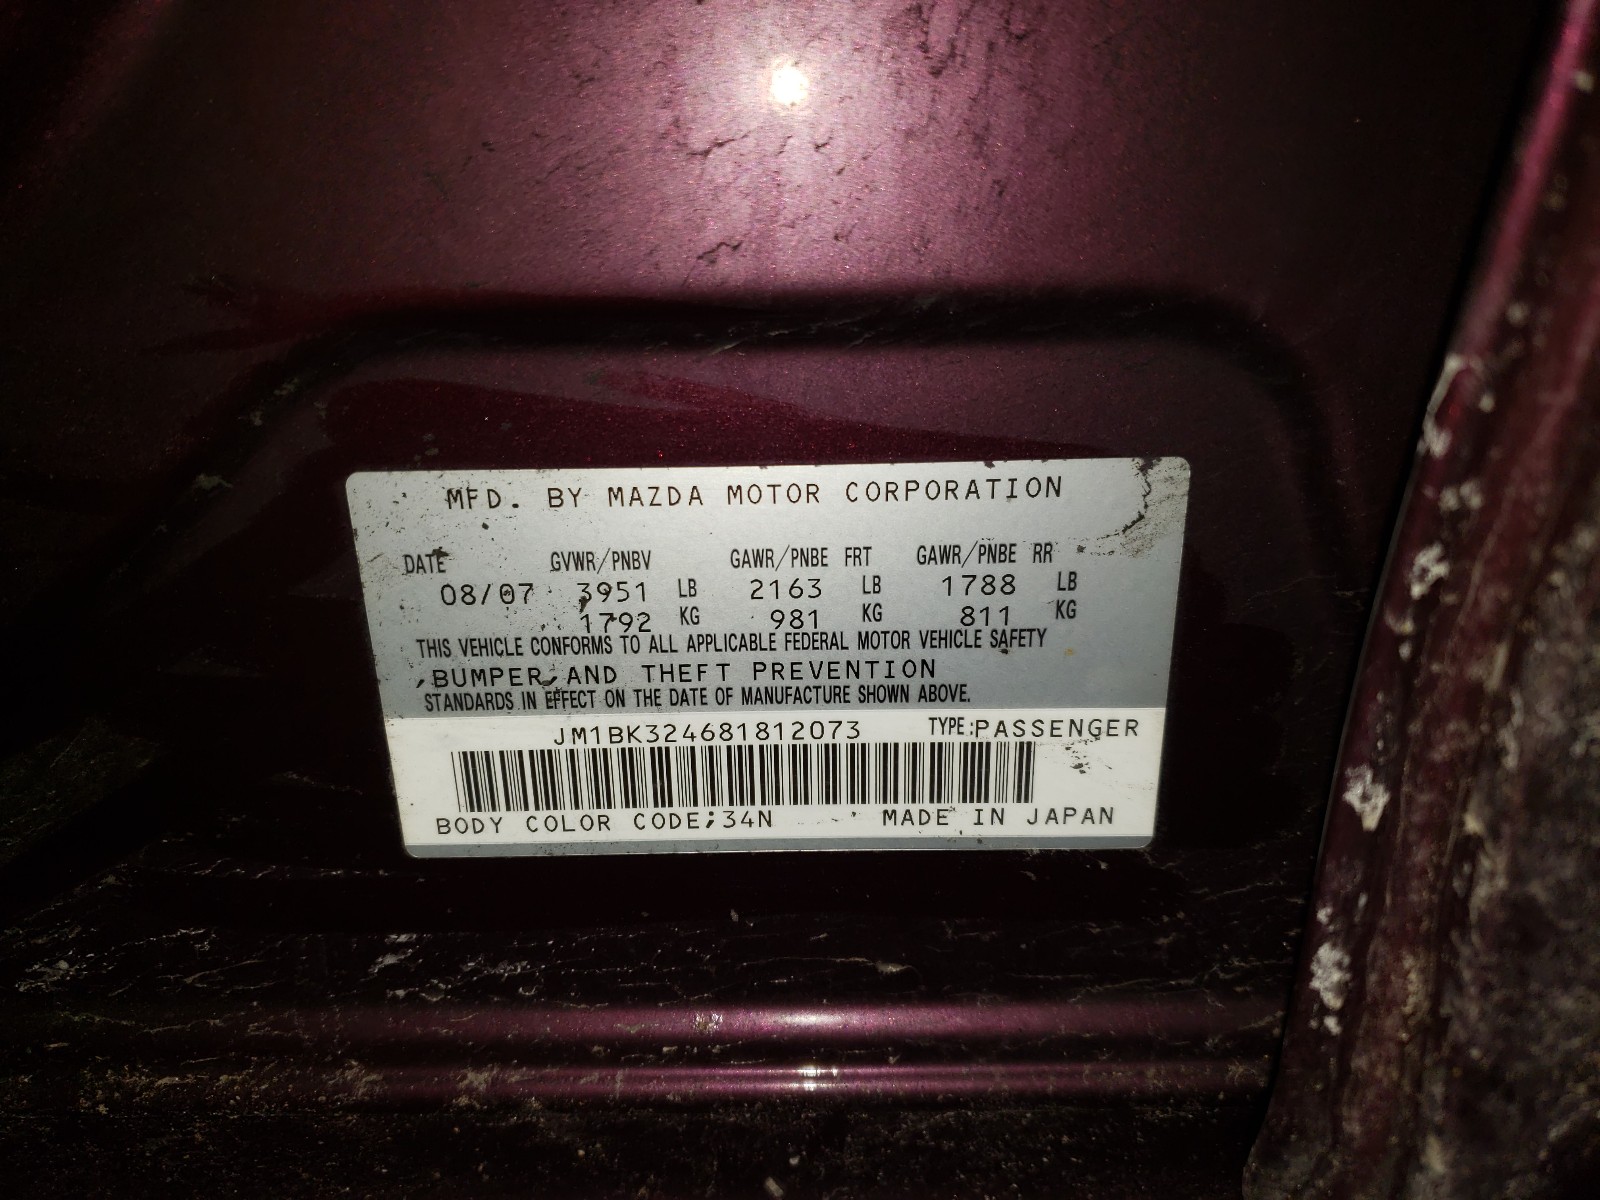 MFD. BY MAZDA MOTOR CORPORATION
DATE GVWR/PNBV GAWR/PNBE FRT GAWR/PNBE RR
08/07 3951 LB 2163 LB 1788 LB
1792 KG 981 KG 811 KG
THIS VEHICLE CONFORMS TO ALL APPLICABLE FEDERAL MOTOR VEHICLE SAFETY
,BUMPER,AND THEFT PREVENTION
STANDARDS IN EFFECT ON THE DATE OF MANUFACTURE SHOWN ABOVE.
JM1BK324681812073 TYPE:PASSENGER
BODY COLOR CODE;34N MADE IN JAPAN